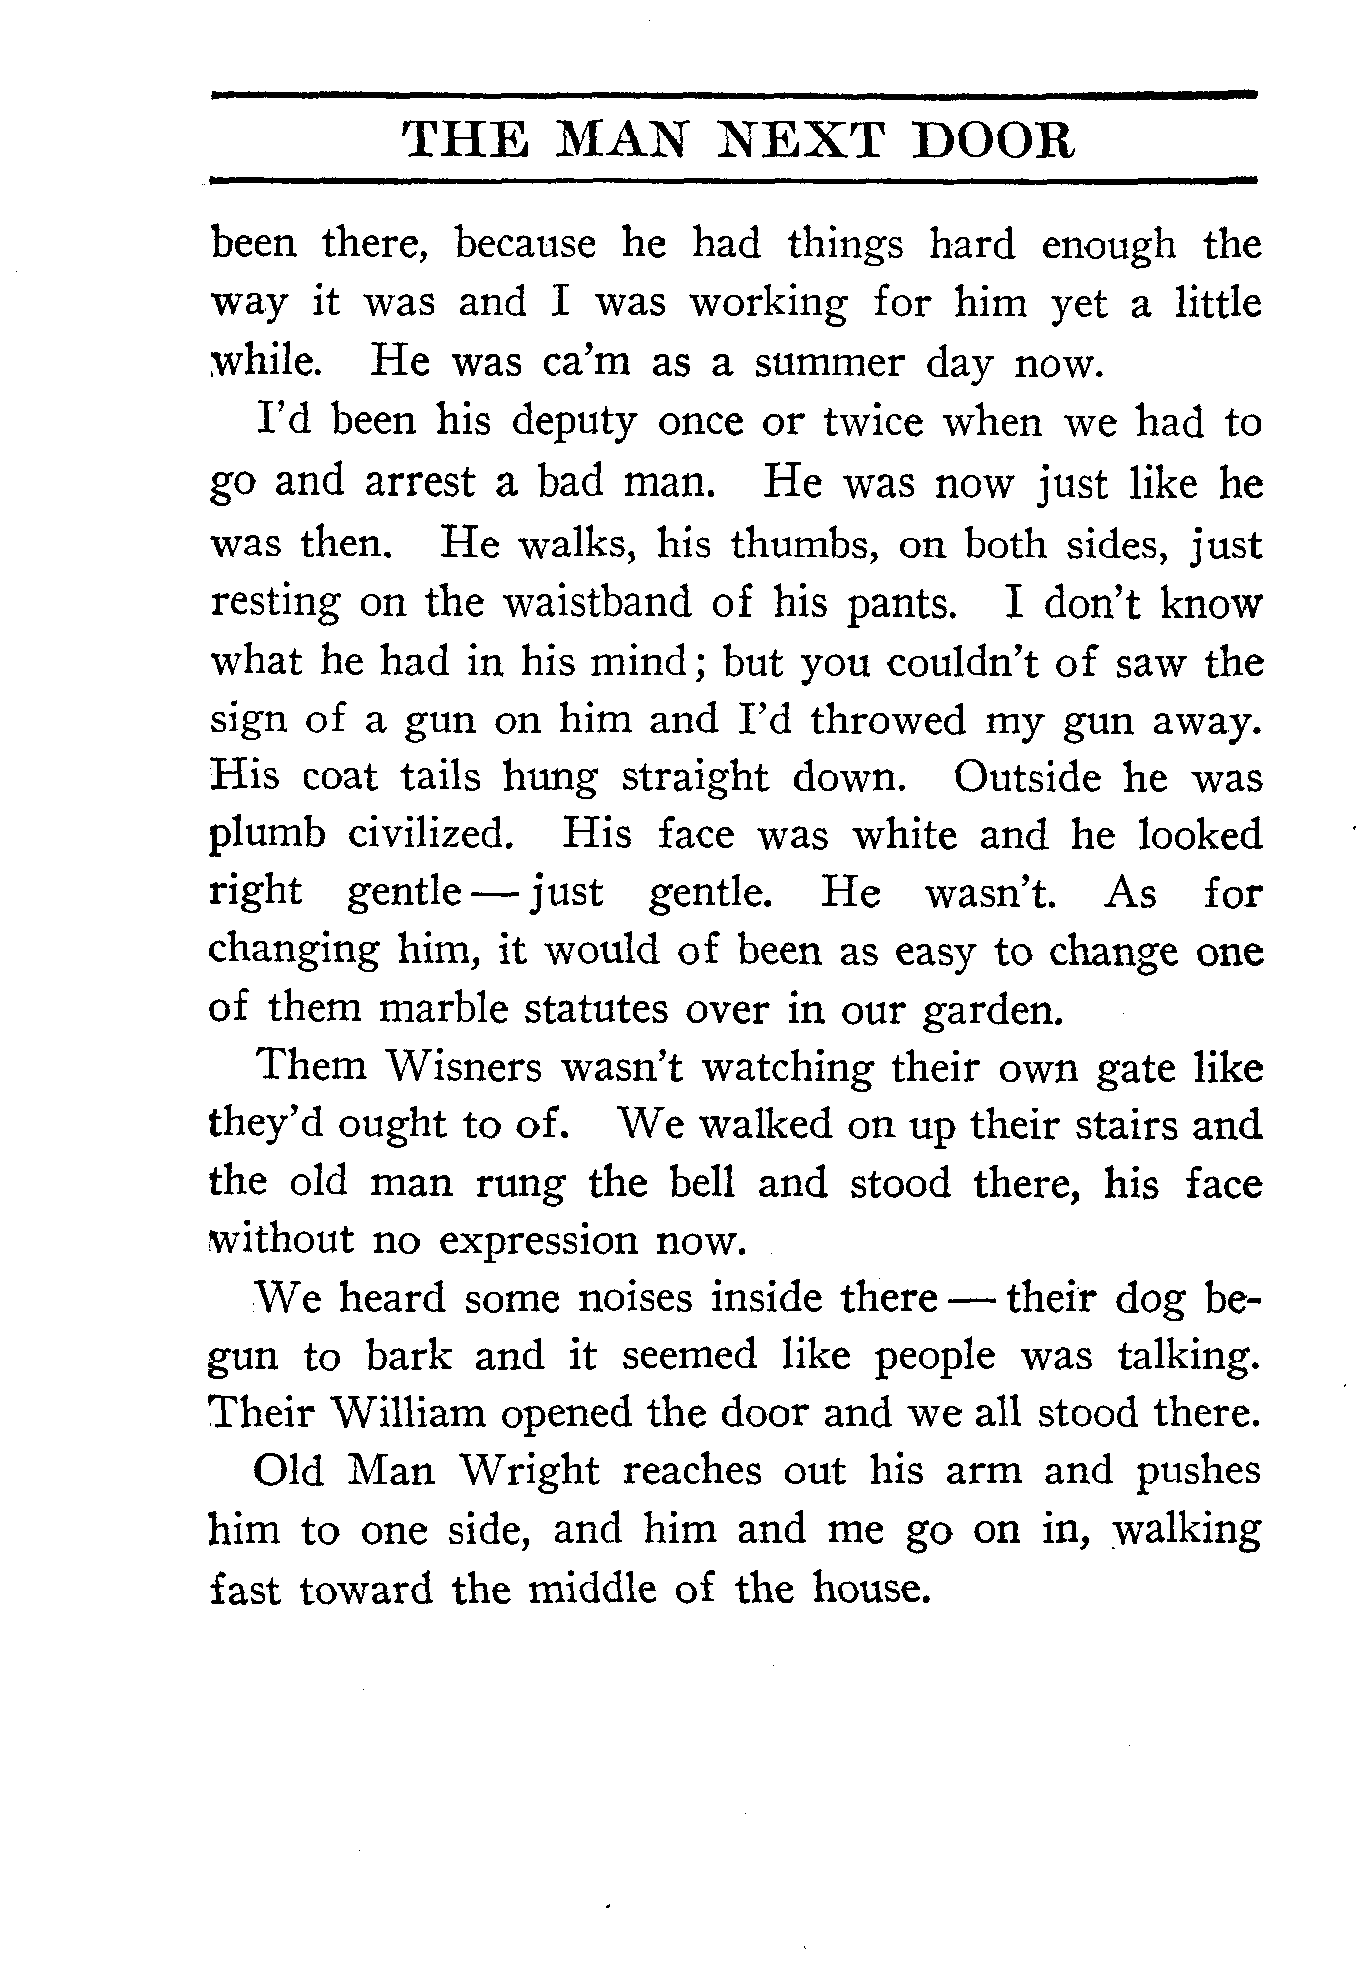 THE MAN NEXT DOOR
been there, because he had things hard enough the
way it was and I was working for him yet a little
while. He was ca'm as a summer day now.
I'd been his deputy once or twice when we had to
go and arrest a bad man. He was now just like he
was then. He walks, his thumbs, on both sides, just
resting on the waistband of his pants. I don't know
what he had in his mind; but you couldn't of saw the
sign of a gun on him and I'd throwed my gun away.
His coat tails hung straight down. Outside he was
plumb civilized. His face was white and he looked
right gentle — just gentle. He wasn't. As for
changing him, it would of been as easy to change one
of them marble statutes over in our garden.
Them Wisners wasn't watching their own gate like
they'd ought to of. We walked on up their stairs and
the old man rung the bell and stood there, his face
without no expression now.
We heard some noises inside there — their dog be-
gun to bark and it seemed like people was talking.
Their William opened the door and we all stood there.
Old Man Wright reaches out his arm and pushes
him to one side, and him and me go on in, walking
fast toward the middle of the house.